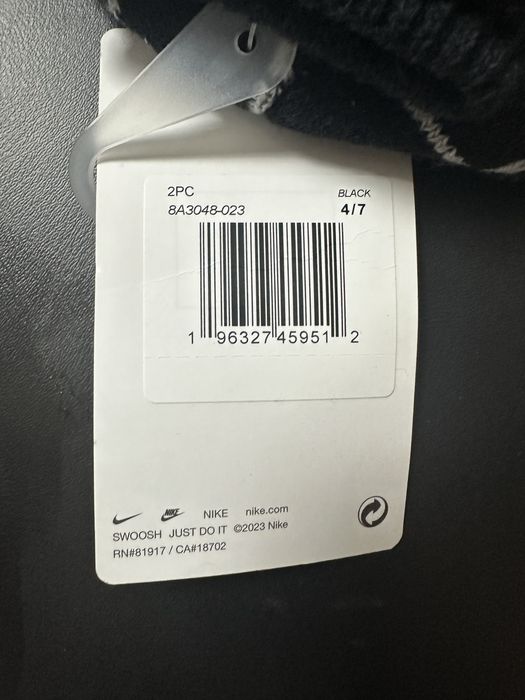 2PC BLACK
8A3048-023 4/7
1 96327 45951 2
NIKE NIKE nike.com
SWOOSH JUST DO IT ©2023 Nike
RN#81917 / CA#18702